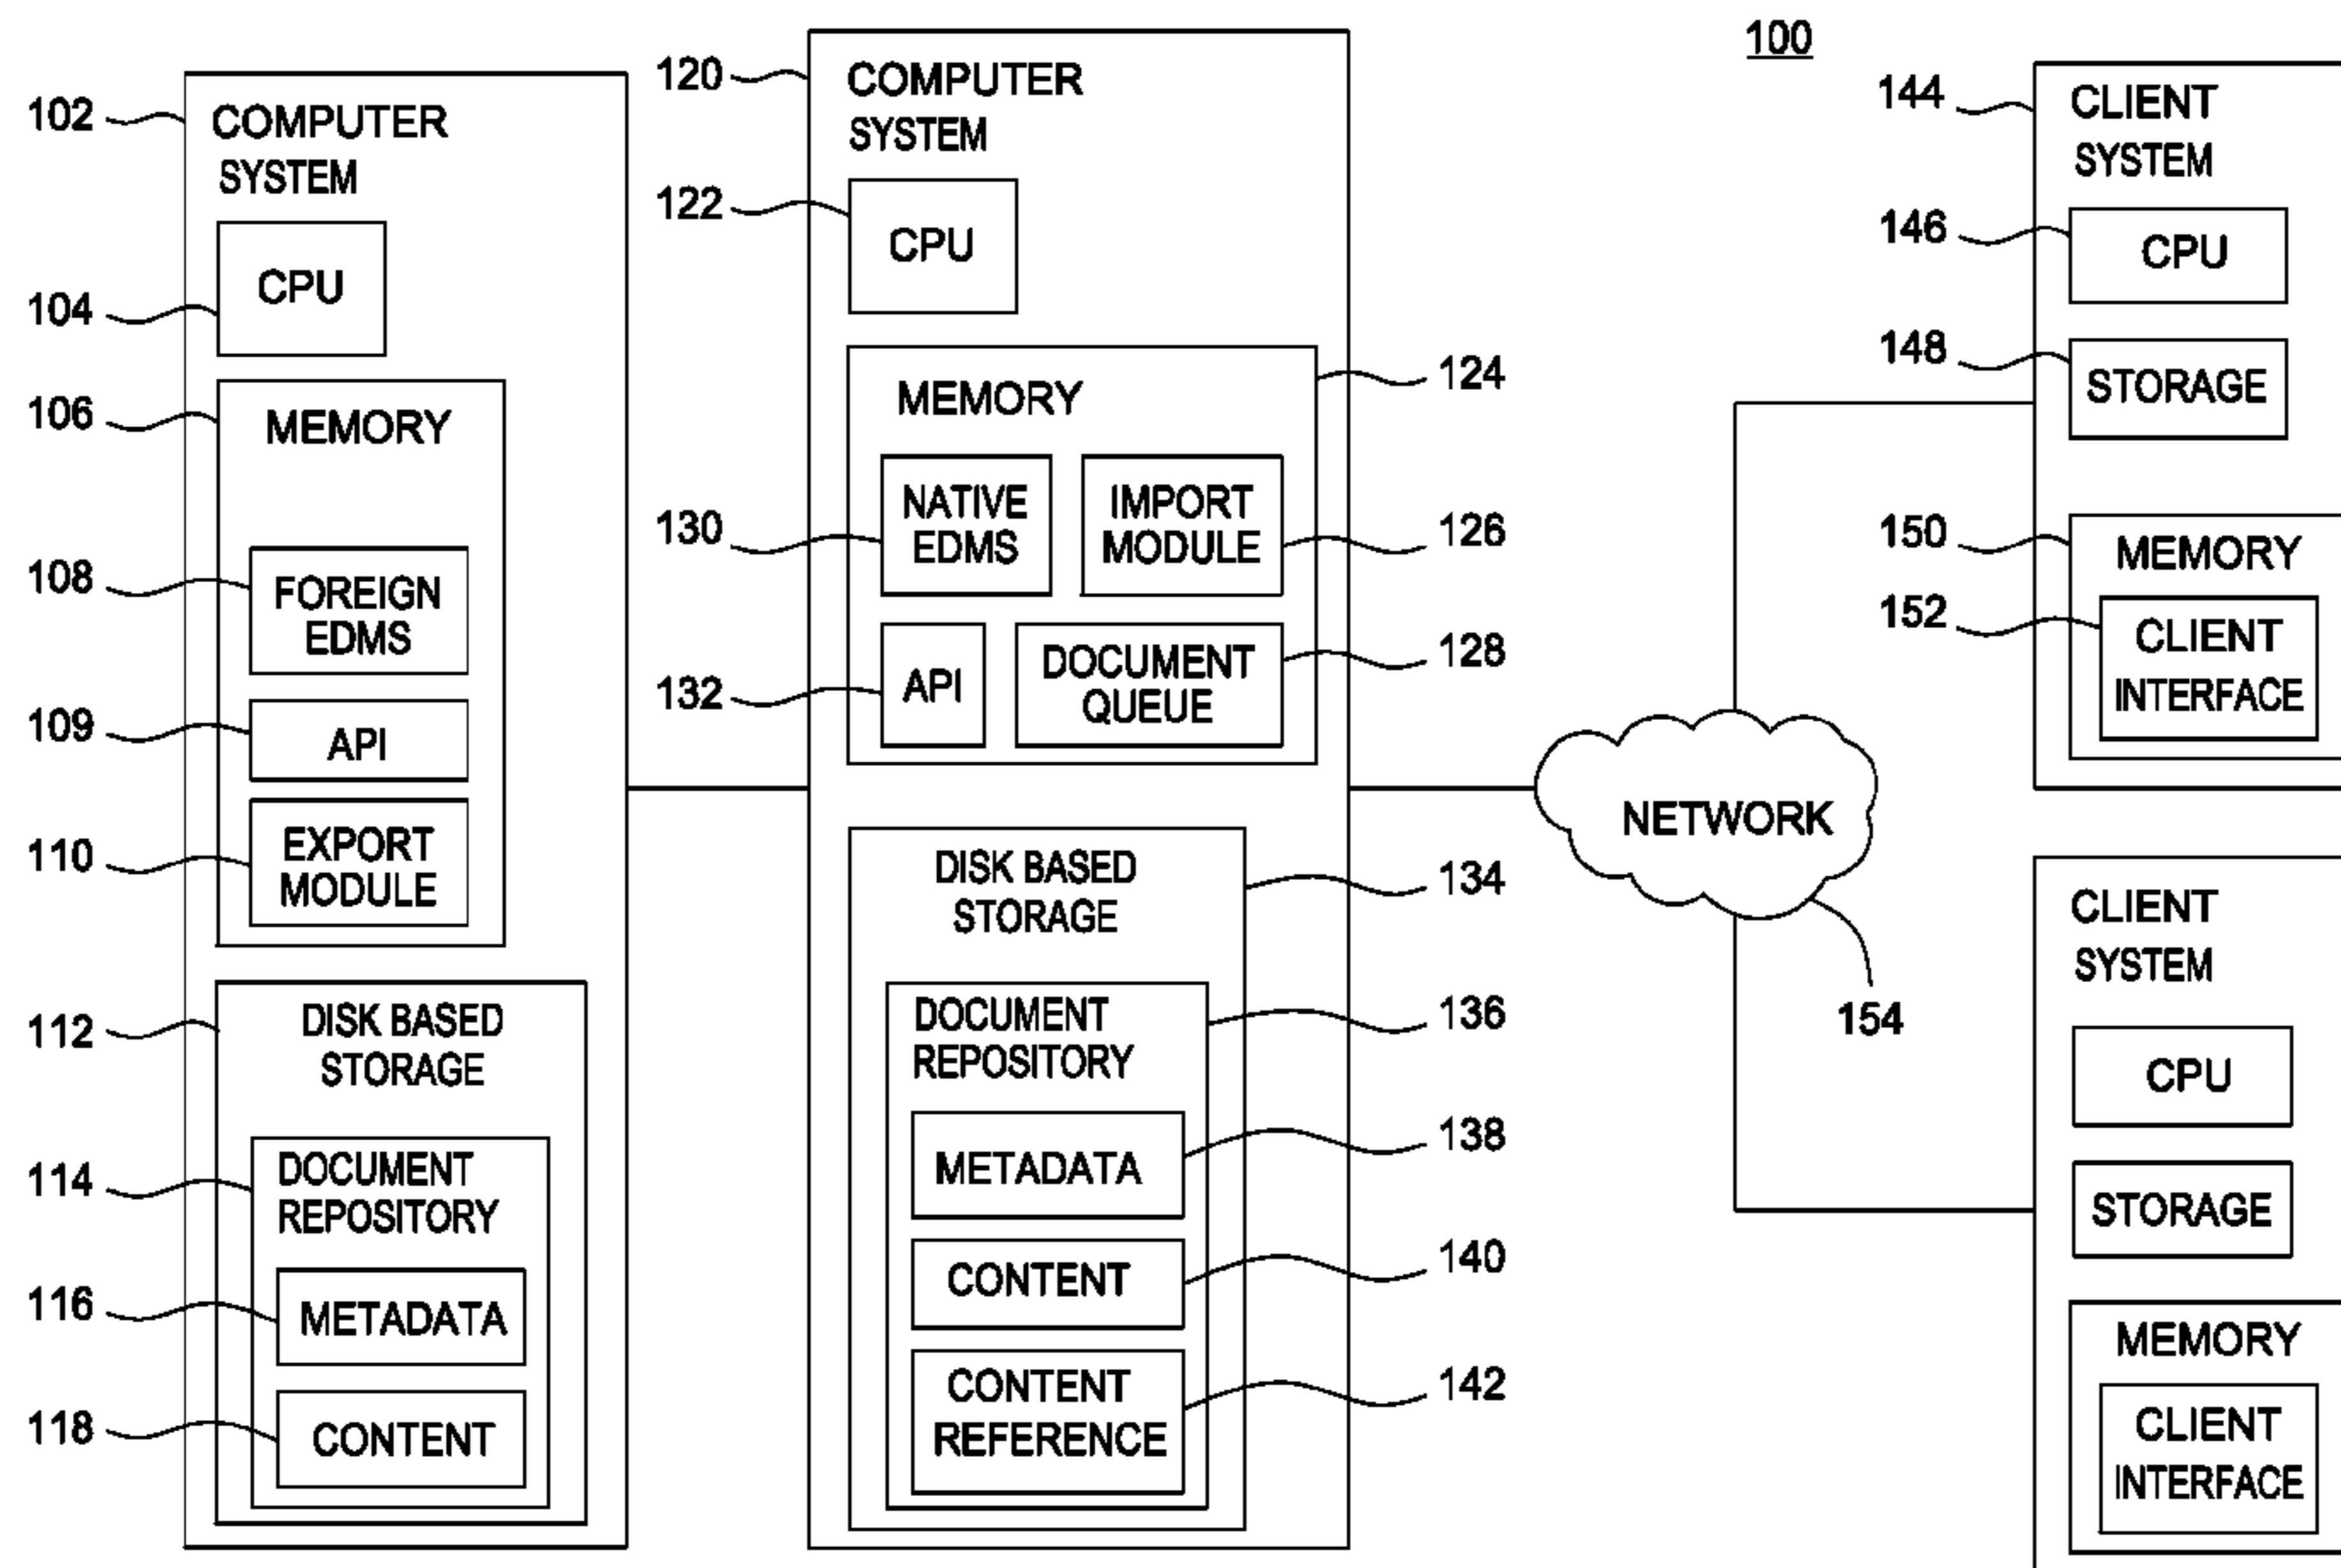 100
102
COMPUTER
SYSTEM
104
CPU
106
MEMORY
108
FOREIGN
EDMS
109
API
110
EXPORT
MODULE
112
DISK BASED
STORAGE
114
DOCUMENT
REPOSITORY
116
METADATA
118
CONTENT
120
COMPUTER
SYSTEM
122
CPU
124
MEMORY
130
NATIVE
EDMS
126
IMPORT
MODULE
132
API
128
DOCUMENT
QUEUE
134
DISK BASED
STORAGE
136
DOCUMENT
REPOSITORY
138
METADATA
140
CONTENT
142
CONTENT
REFERENCE
NETWORK
154
144
CLIENT
SYSTEM
146
CPU
148
STORAGE
150
MEMORY
152
CLIENT
INTERFACE
CLIENT
SYSTEM
CPU
STORAGE
MEMORY
CLIENT
INTERFACE